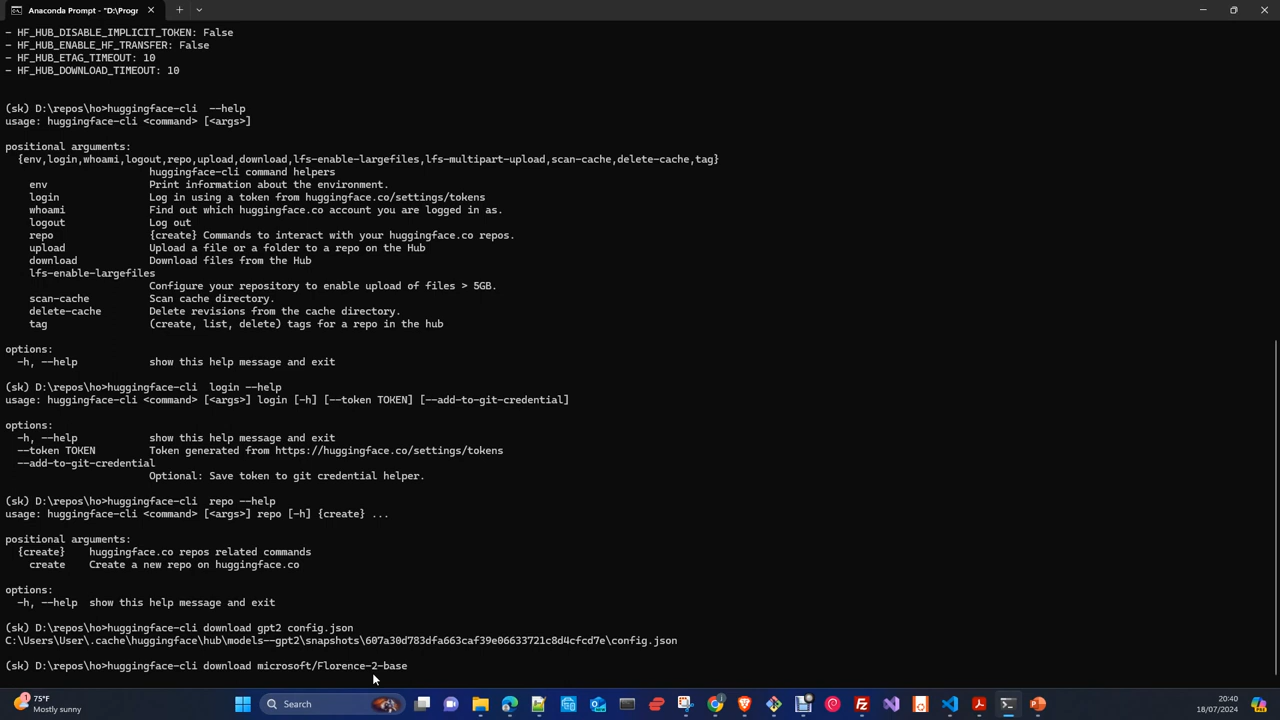 Anaconda Prompt - "D:\Progr
- HF_HUB_DISABLE_IMPLICIT_TOKEN: False
- HF_HUB_ENABLE_HF_TRANSFER: False
- HF_HUB_ETAG_TIMEOUT: 10
- HF_HUB_DOWNLOAD_TIMEOUT: 10
(sk) D:\repos\ho>huggingface-cli  --help
usage: huggingface-cli <command> [<args>]
positional arguments:
{env,login,whoami,logout,repo,upload,download,lfs-enable-largefiles,lfs-multipart-upload,scan-cache,delete-cache,tag}
huggingface-cli command helpers
env Print information about the environment.
login Log in using a token from huggingface.co/settings/tokens
whoami Find out which huggingface.co account you are logged in as.
logout Log out
repo {create} Commands to interact with your huggingface.co repos.
upload Upload a file or a folder to a repo on the Hub
download Download files from the Hub
lfs-enable-largefiles
Configure your repository to enable upload of files > 5GB.
scan-cache Scan cache directory.
delete-cache Delete revisions from the cache directory.
tag (create, list, delete) tags for a repo in the hub
options:
-h, --help show this help message and exit
(sk) D:\repos\ho>huggingface-cli  login --help
usage: huggingface-cli <command> [<args>] login [-h] [--token TOKEN] [--add-to-git-credential]
options:
-h, --help show this help message and exit
--token TOKEN Token generated from https://huggingface.co/settings/tokens
--add-to-git-credential
Optional: Save token to git credential helper.
(sk) D:\repos\ho>huggingface-cli  repo --help
usage: huggingface-cli <command> [<args>] repo [-h] {create} ...
positional arguments:
{create} huggingface.co repos related commands
create Create a new repo on huggingface.co
options:
-h, --help show this help message and exit
(sk) D:\repos\ho>huggingface-cli download gpt2 config.json
C:\Users\User\.cache\huggingface\hub\models--gpt2\snapshots\607a30d783dfa663caf39e06633721c8d4cfcd7e\config.json
(sk) D:\repos\ho>huggingface-cli download microsoft/Florence-2-base
75°F
Mostly sunny
Search
20:40
18/07/2024